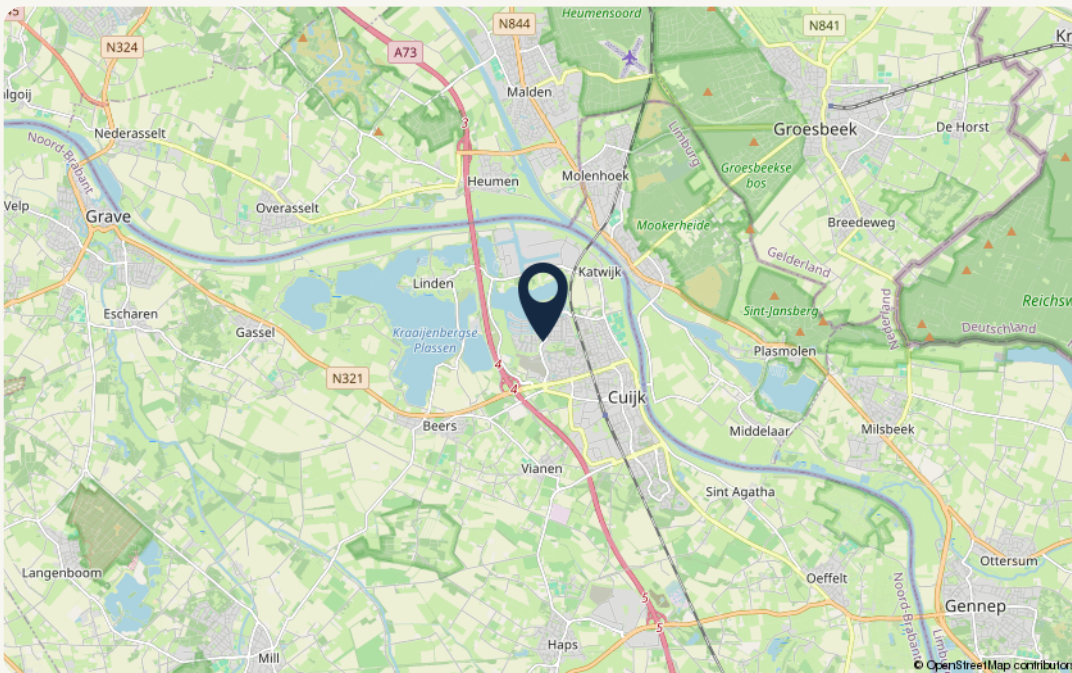 Heumensoord
N844
N841
N324
A73
Malden
3
Groesbeek
De Horst
Nederasselt
Noord-Brabant
Limburg
Groesbeekse
bos
Molenhoek
Heumen
Velp
Grave
Overasselt
Mookerheide
Breedeweg
Gelderland
Katwijk
Linden
Nederland
Sint-Jansberg
Escharen
Gassel
Kraaijenbergse
Plassen
Deutschland
Plasmolen
4
N321
4
Cuijk
Beers
Middelaar
Milsbeek
Vianen
Sint Agatha
Langenboom
Oeffelt
Ottersum
Noord-Brabant
5
Gennep
5
Haps
Mill
© OpenStreetMap contributors